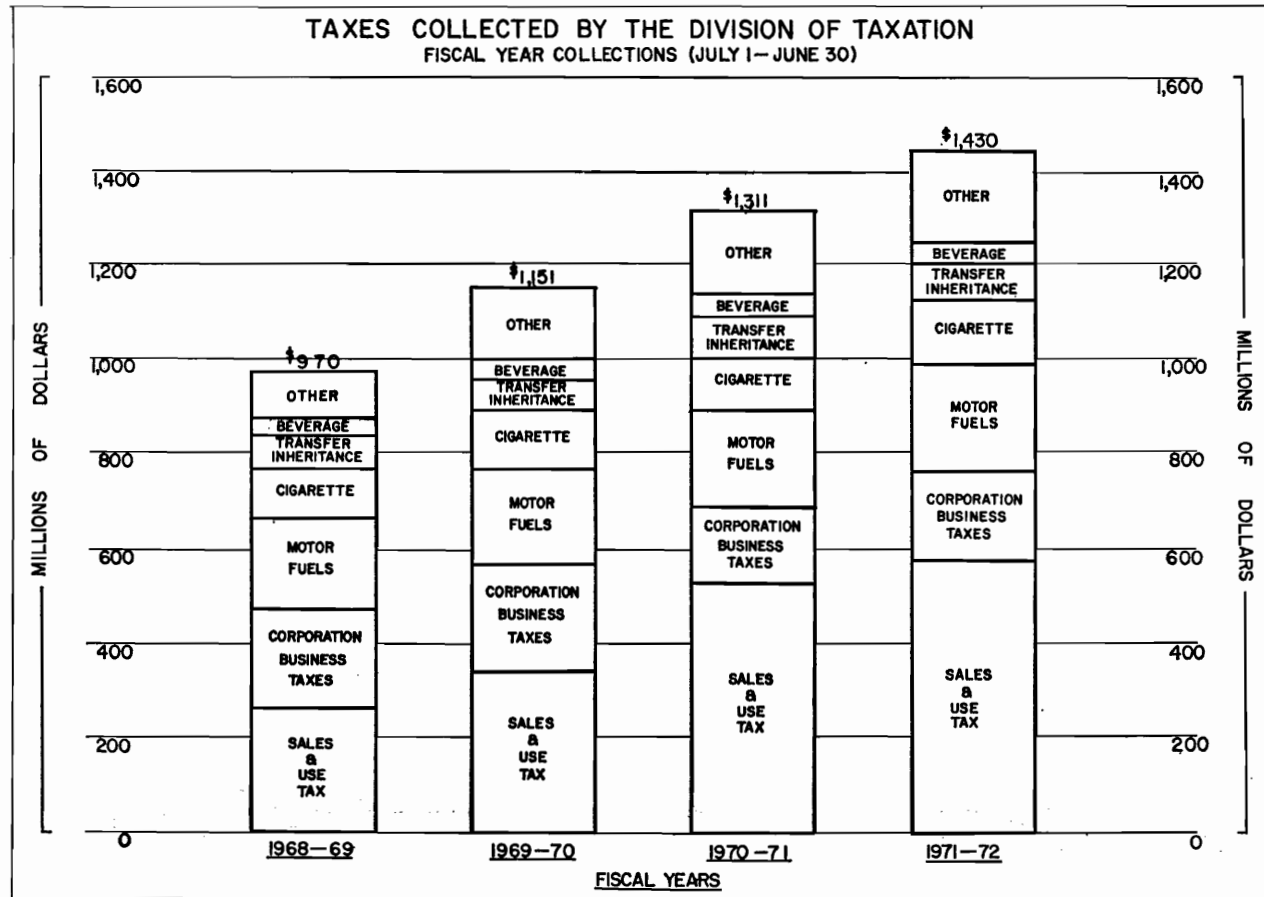 TAXES COLLECTED BY THE DIVISION OF TAXATION
FISCAL YEAR COLLECTIONS (JULY 1—JUNE 30)
1,600
1,400
1,200
1,000
800
600
400
200
0
MILLIONS OF DOLLARS
$970
OTHER
BEVERAGE
TRANSFER
INHERITANCE
CIGARETTE
MOTOR
FUELS
CORPORATION
BUSINESS
TAXES
SALES
&
USE
TAX
1968—69
$1,151
OTHER
BEVERAGE
TRANSFER
INHERITANCE
CIGARETTE
MOTOR
FUELS
CORPORATION
BUSINESS
TAXES
SALES
&
USE
TAX
1969—70
$1,311
OTHER
BEVERAGE
TRANSFER
INHERITANCE
CIGARETTE
MOTOR
FUELS
CORPORATION
BUSINESS
TAXES
SALES
&
USE
TAX
1970—71
$1,430
OTHER
BEVERAGE
TRANSFER
INHERITANCE
CIGARETTE
MOTOR
FUELS
CORPORATION
BUSINESS
TAXES
SALES
&
USE
TAX
1971—72
1,600
1,400
1,200
1,000
800
600
400
200
0
MILLIONS OF DOLLARS
FISCAL YEARS